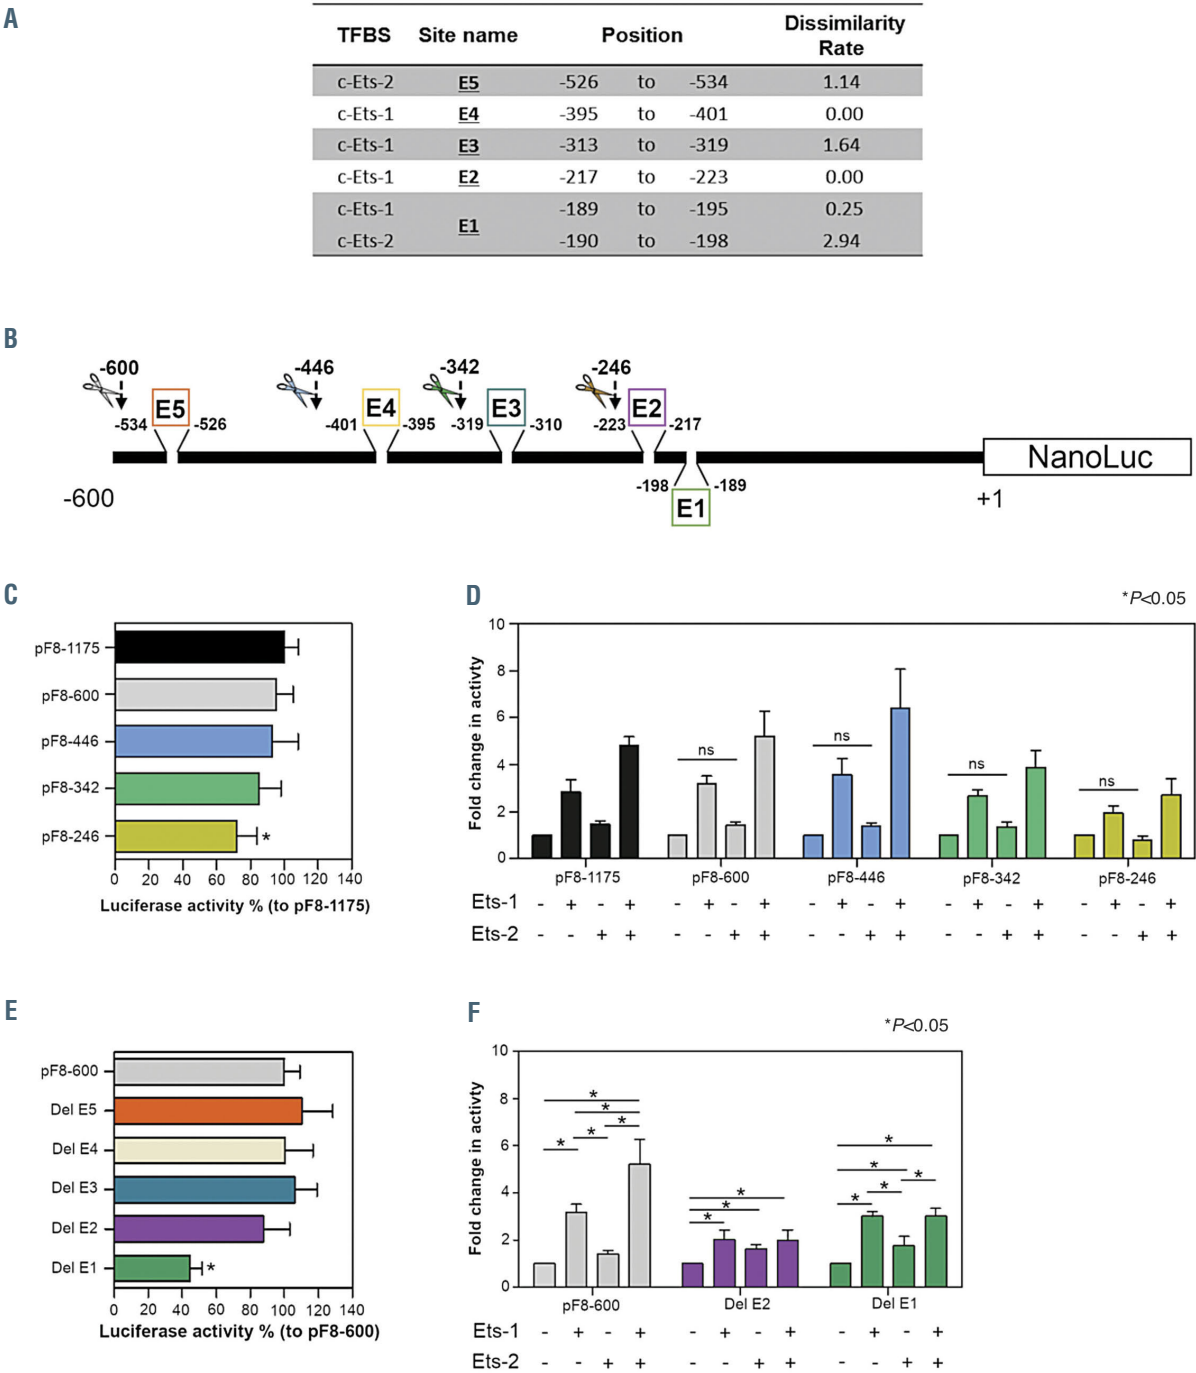 A
TFBS Site name Position Dissimilarity Rate
c-Ets-2 E5 -526 to -534 1.14
c-Ets-1 E4 -395 to -401 0.00
c-Ets-1 E3 -313 to -319 1.64
c-Ets-1 E2 -217 to -223 0.00
c-Ets-1 E1 -189 to -195 0.25
c-Ets-2 -190 to -198 2.94
B
-600 -446 -342 -246
E5 E4 E3 E2
-534 -526 -401 -395 -319 -310 -223 -217
NanoLuc
-198 -189
-600 E1 +1
C
pF8-1175
pF8-600
pF8-446
pF8-342
pF8-246 *
0 20 40 60 80 100 120 140
Luciferase activity % (to pF8-1175)
D
*P<0.05
Fold change in activty
10
8
6
4
2
0
ns ns ns ns
pF8-1175 pF8-600 pF8-446 pF8-342 pF8-246
Ets-1 - + - + - + - + - + - + - + - + - + - +
Ets-2 - - + + - - + + - - + + - - + + - - + +
E
pF8-600
Del E5
Del E4
Del E3
Del E2
Del E1 *
0 20 40 60 80 100 120 140
Luciferase activity % (to pF8-600)
F
*P<0.05
Fold change in activty
10
8
6
4
2
0
* * * * *
* * *
* * * * *
pF8-600 Del E2 Del E1
Ets-1 - + - + - + - + - + - +
Ets-2 - - + + - - + + - - + +